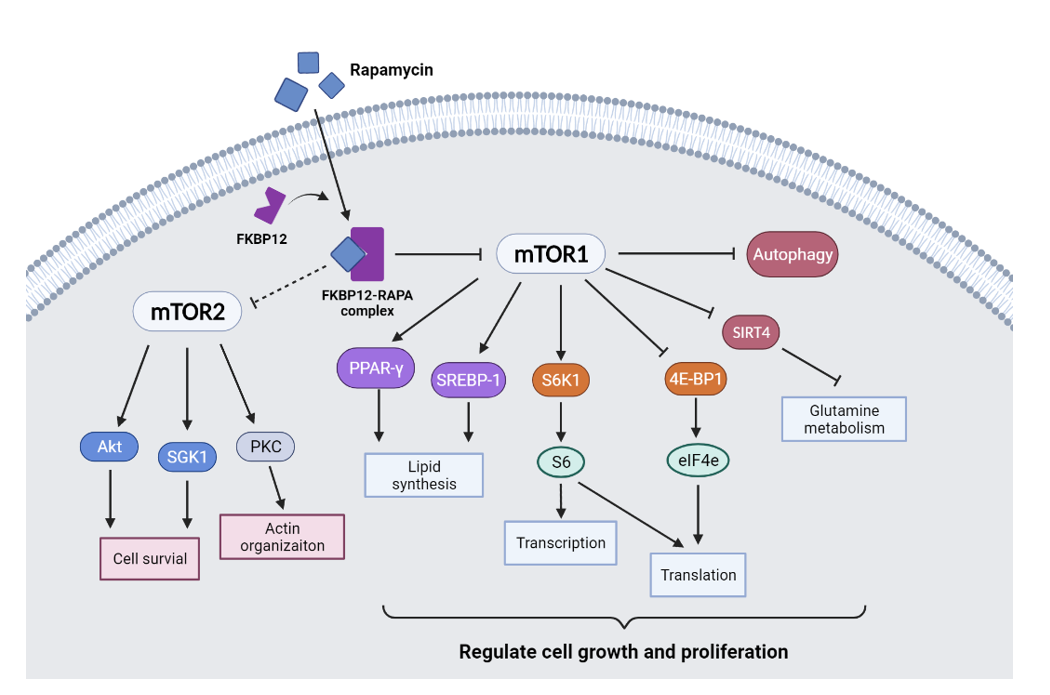 Rapamycin
FKBP12
FKBP12-RAPA
complex
mTOR1
Autophagy
mTOR2
SIRT4
PPAR-γ
SREBP-1
S6K1
4E-BP1
Glutamine
metabolism
Akt
SGK1
PKC
Lipid
synthesis
S6
eIF4e
Cell survial
Actin
organizaiton
Transcription
Translation
Regulate cell growth and proliferation